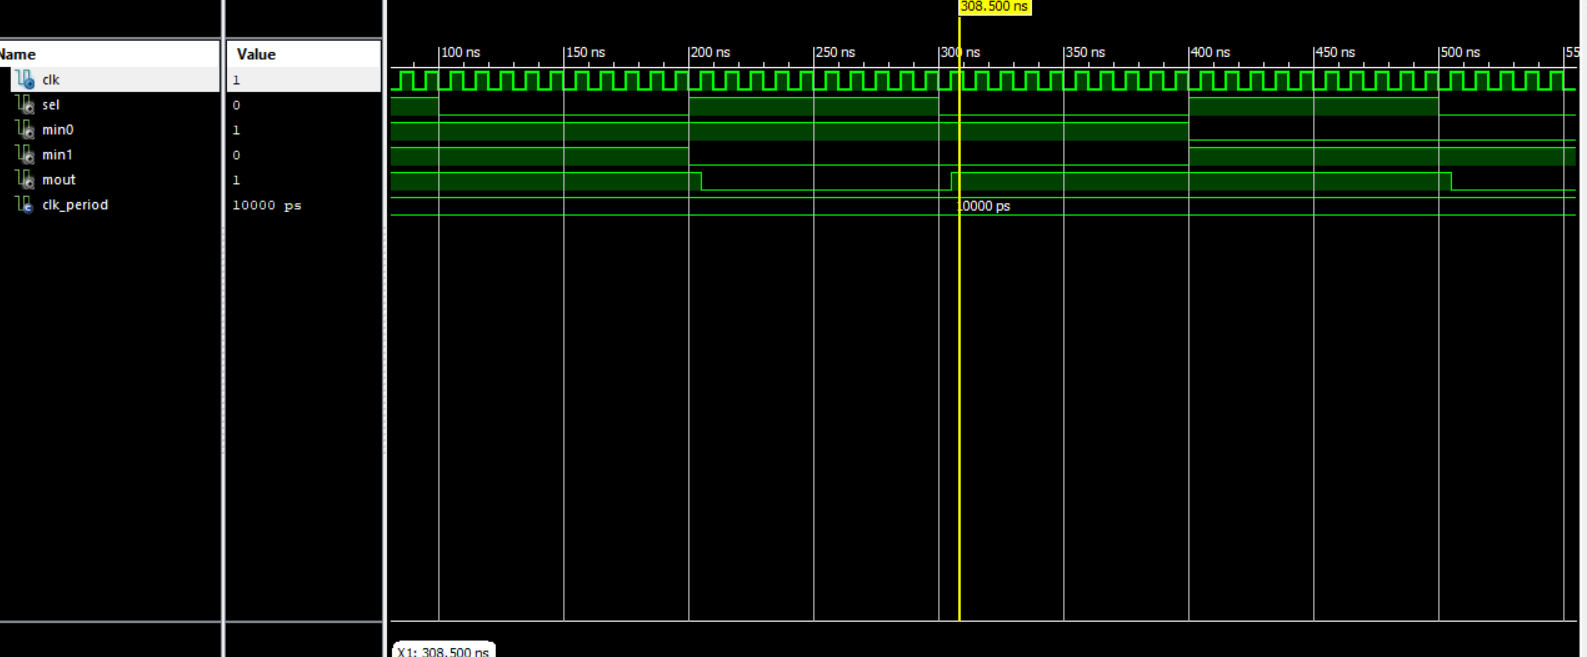 308.500 ns
Name Value
100 ns 150 ns 200 ns 250 ns 300 ns 350 ns 400 ns 450 ns 500 ns 55
clk 1
sel 0
min0 1
min1 0
mout 1
clk_period 10000 ps 10000 ps
X1: 308.500 ns